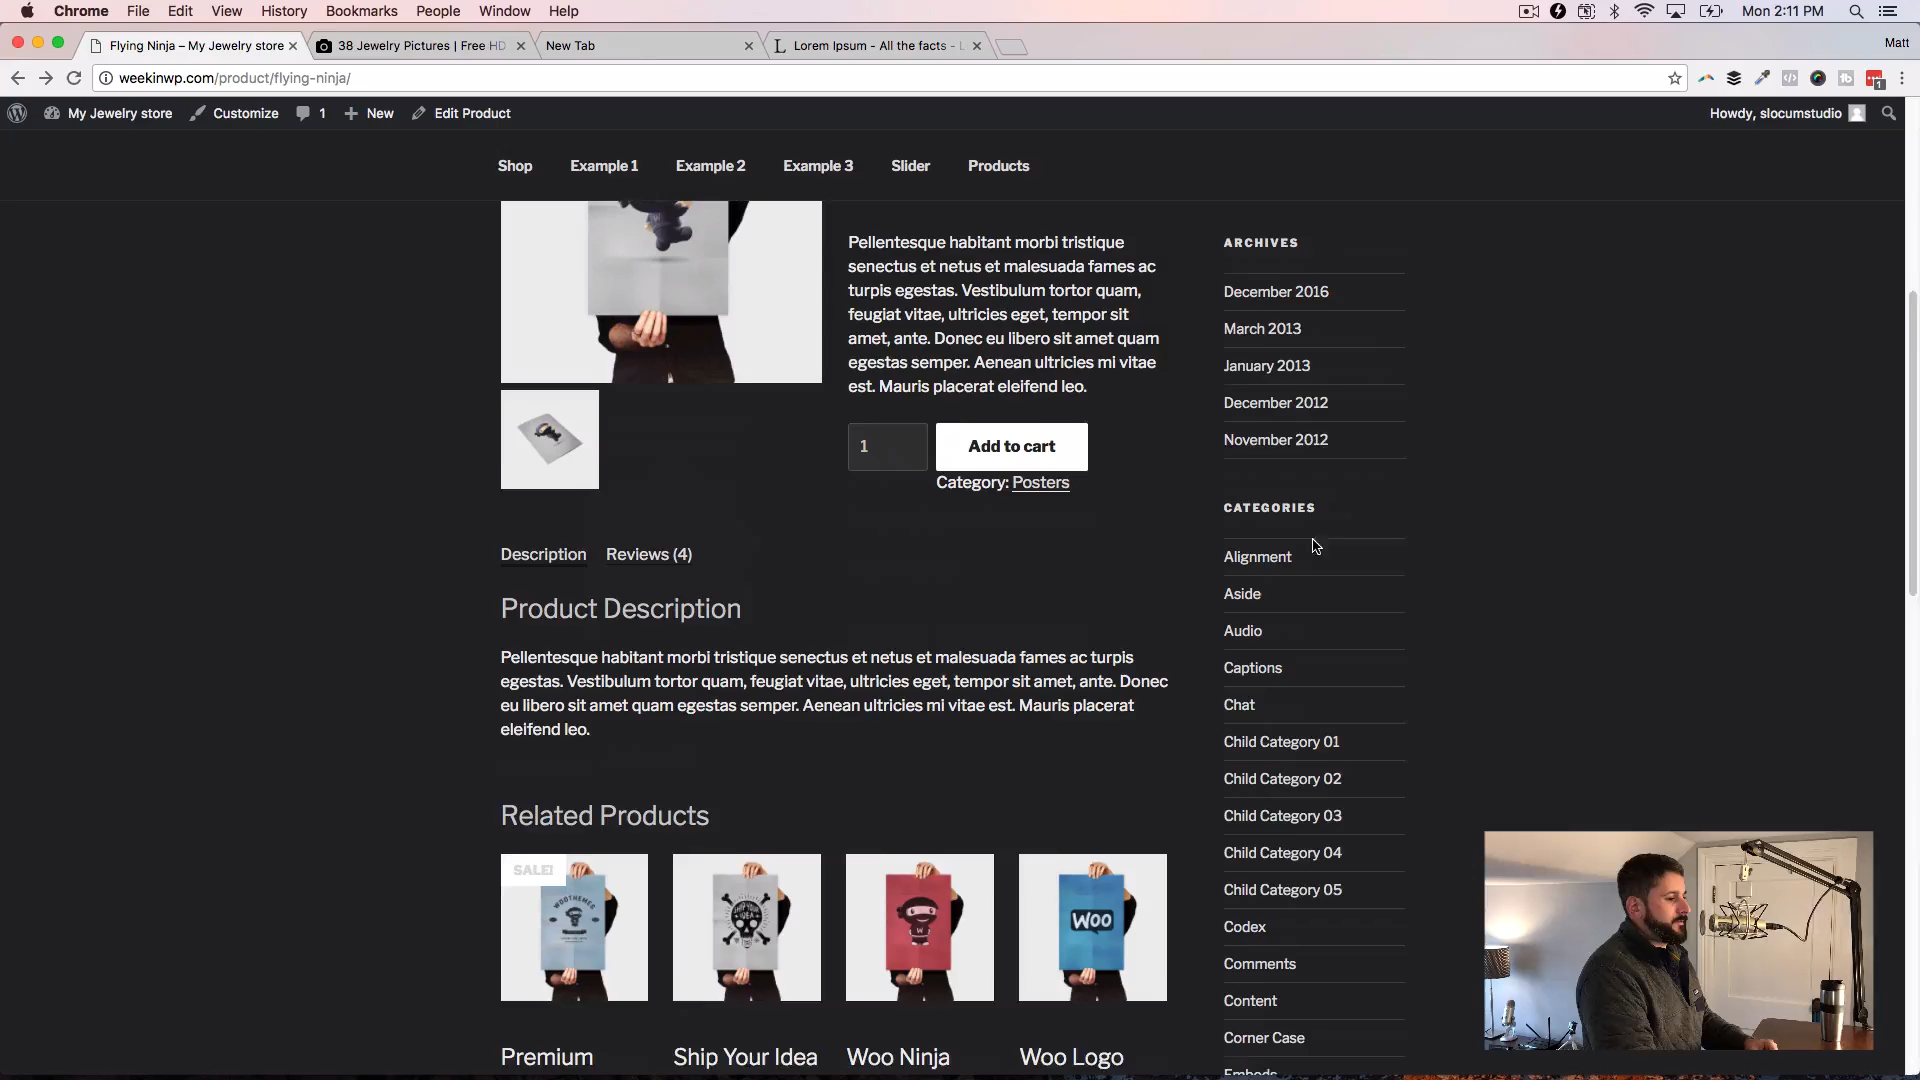 Chrome File Edit View History Bookmarks People Window Help
Mon 2:11 PM
Flying Ninja – My Jewelry store
38 Jewelry Pictures | Free HD
New Tab
Lorem Ipsum - All the facts - L
Matt
weekinwp.com/product/flying-ninja/
1
My Jewelry store Customize 1 New Edit Product
Howdy, slocumstudio
Shop Example 1 Example 2 Example 3 Slider Products
Pellentesque habitant morbi tristique
senectus et netus et malesuada fames ac
turpis egestas. Vestibulum tortor quam,
feugiat vitae, ultricies eget, tempor sit
amet, ante. Donec eu libero sit amet quam
egestas semper. Aenean ultricies mi vitae
est. Mauris placerat eleifend leo.
1
Add to cart
Category: Posters
Description Reviews (4)
Product Description
Pellentesque habitant morbi tristique senectus et netus et malesuada fames ac turpis
egestas. Vestibulum tortor quam, feugiat vitae, ultricies eget, tempor sit amet, ante. Donec
eu libero sit amet quam egestas semper. Aenean ultricies mi vitae est. Mauris placerat
eleifend leo.
Related Products
SALE!
WOOTHEMES
SHIP YOUR
IDEA
W
WOO
Premium
Ship Your Idea
Woo Ninja
Woo Logo
ARCHIVES
December 2016
March 2013
January 2013
December 2012
November 2012
CATEGORIES
Alignment
Aside
Audio
Captions
Chat
Child Category 01
Child Category 02
Child Category 03
Child Category 04
Child Category 05
Codex
Comments
Content
Corner Case
Embeds